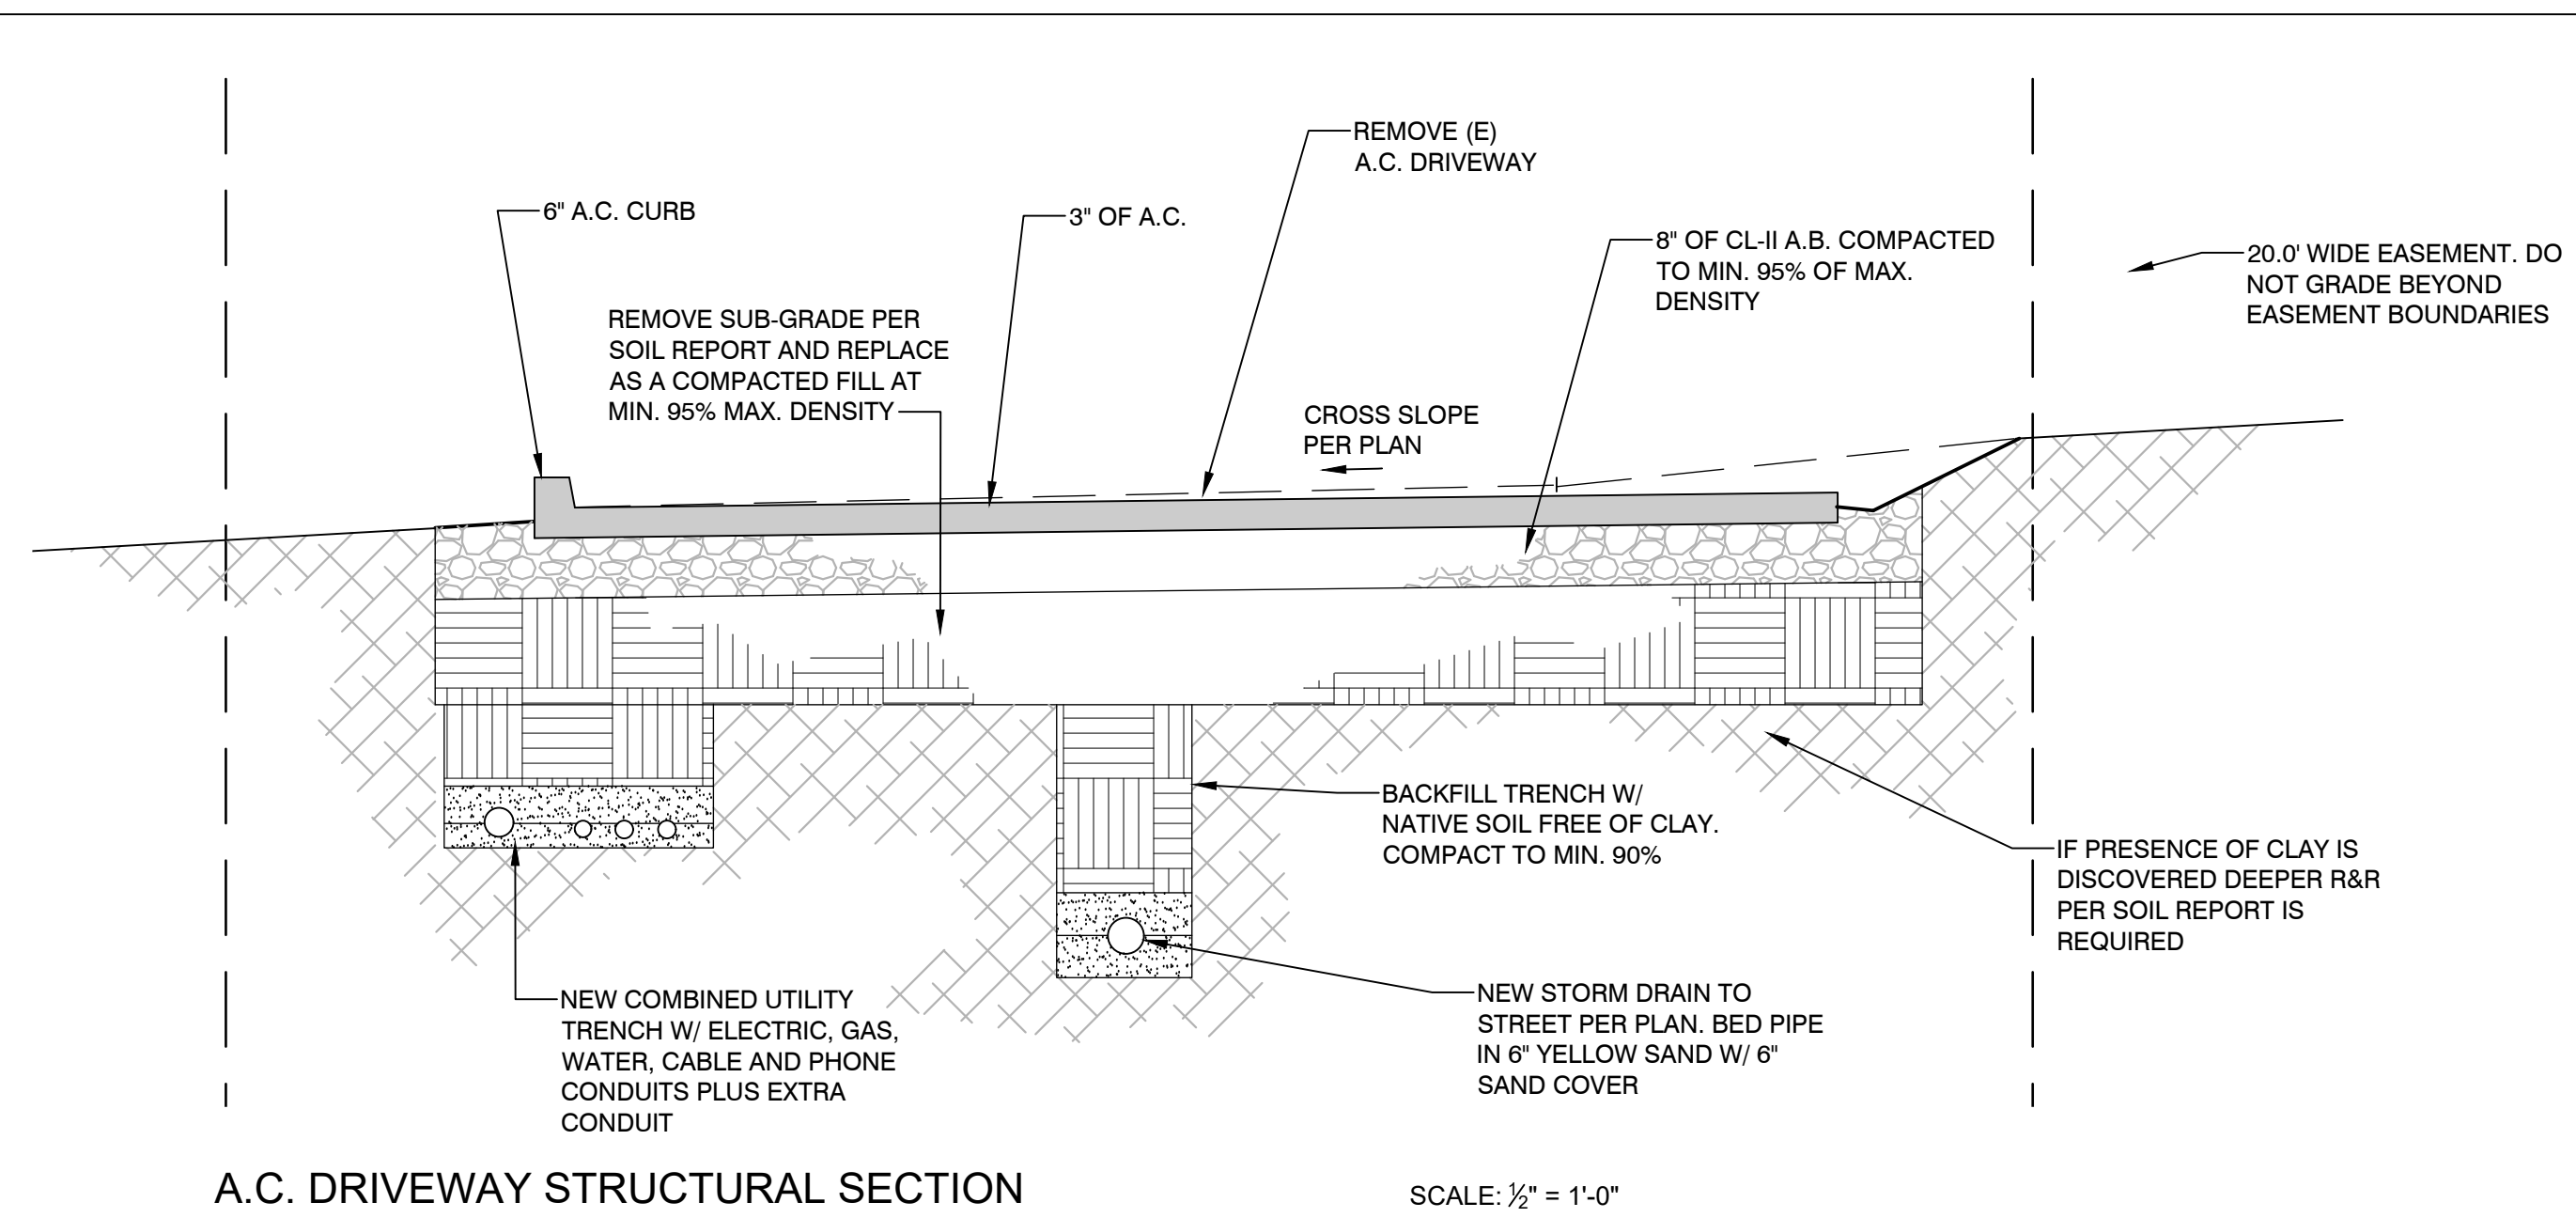 REMOVE (E)
A.C. DRIVEWAY
6" A.C. CURB
3" OF A.C.
8" OF CL-II A.B. COMPACTED
TO MIN. 95% OF MAX.
DENSITY
20.0' WIDE EASEMENT. DO
NOT GRADE BEYOND
EASEMENT BOUNDARIES
REMOVE SUB-GRADE PER
SOIL REPORT AND REPLACE
AS A COMPACTED FILL AT
MIN. 95% MAX. DENSITY
CROSS SLOPE
PER PLAN
BACKFILL TRENCH W/
NATIVE SOIL FREE OF CLAY.
COMPACT TO MIN. 90%
IF PRESENCE OF CLAY IS
DISCOVERED DEEPER R&R
PER SOIL REPORT IS
REQUIRED
NEW COMBINED UTILITY
TRENCH W/ ELECTRIC, GAS,
WATER, CABLE AND PHONE
CONDUITS PLUS EXTRA
CONDUIT
NEW STORM DRAIN TO
STREET PER PLAN. BED PIPE
IN 6" YELLOW SAND W/ 6"
SAND COVER
A.C. DRIVEWAY STRUCTURAL SECTION
SCALE: ½" = 1'-0"